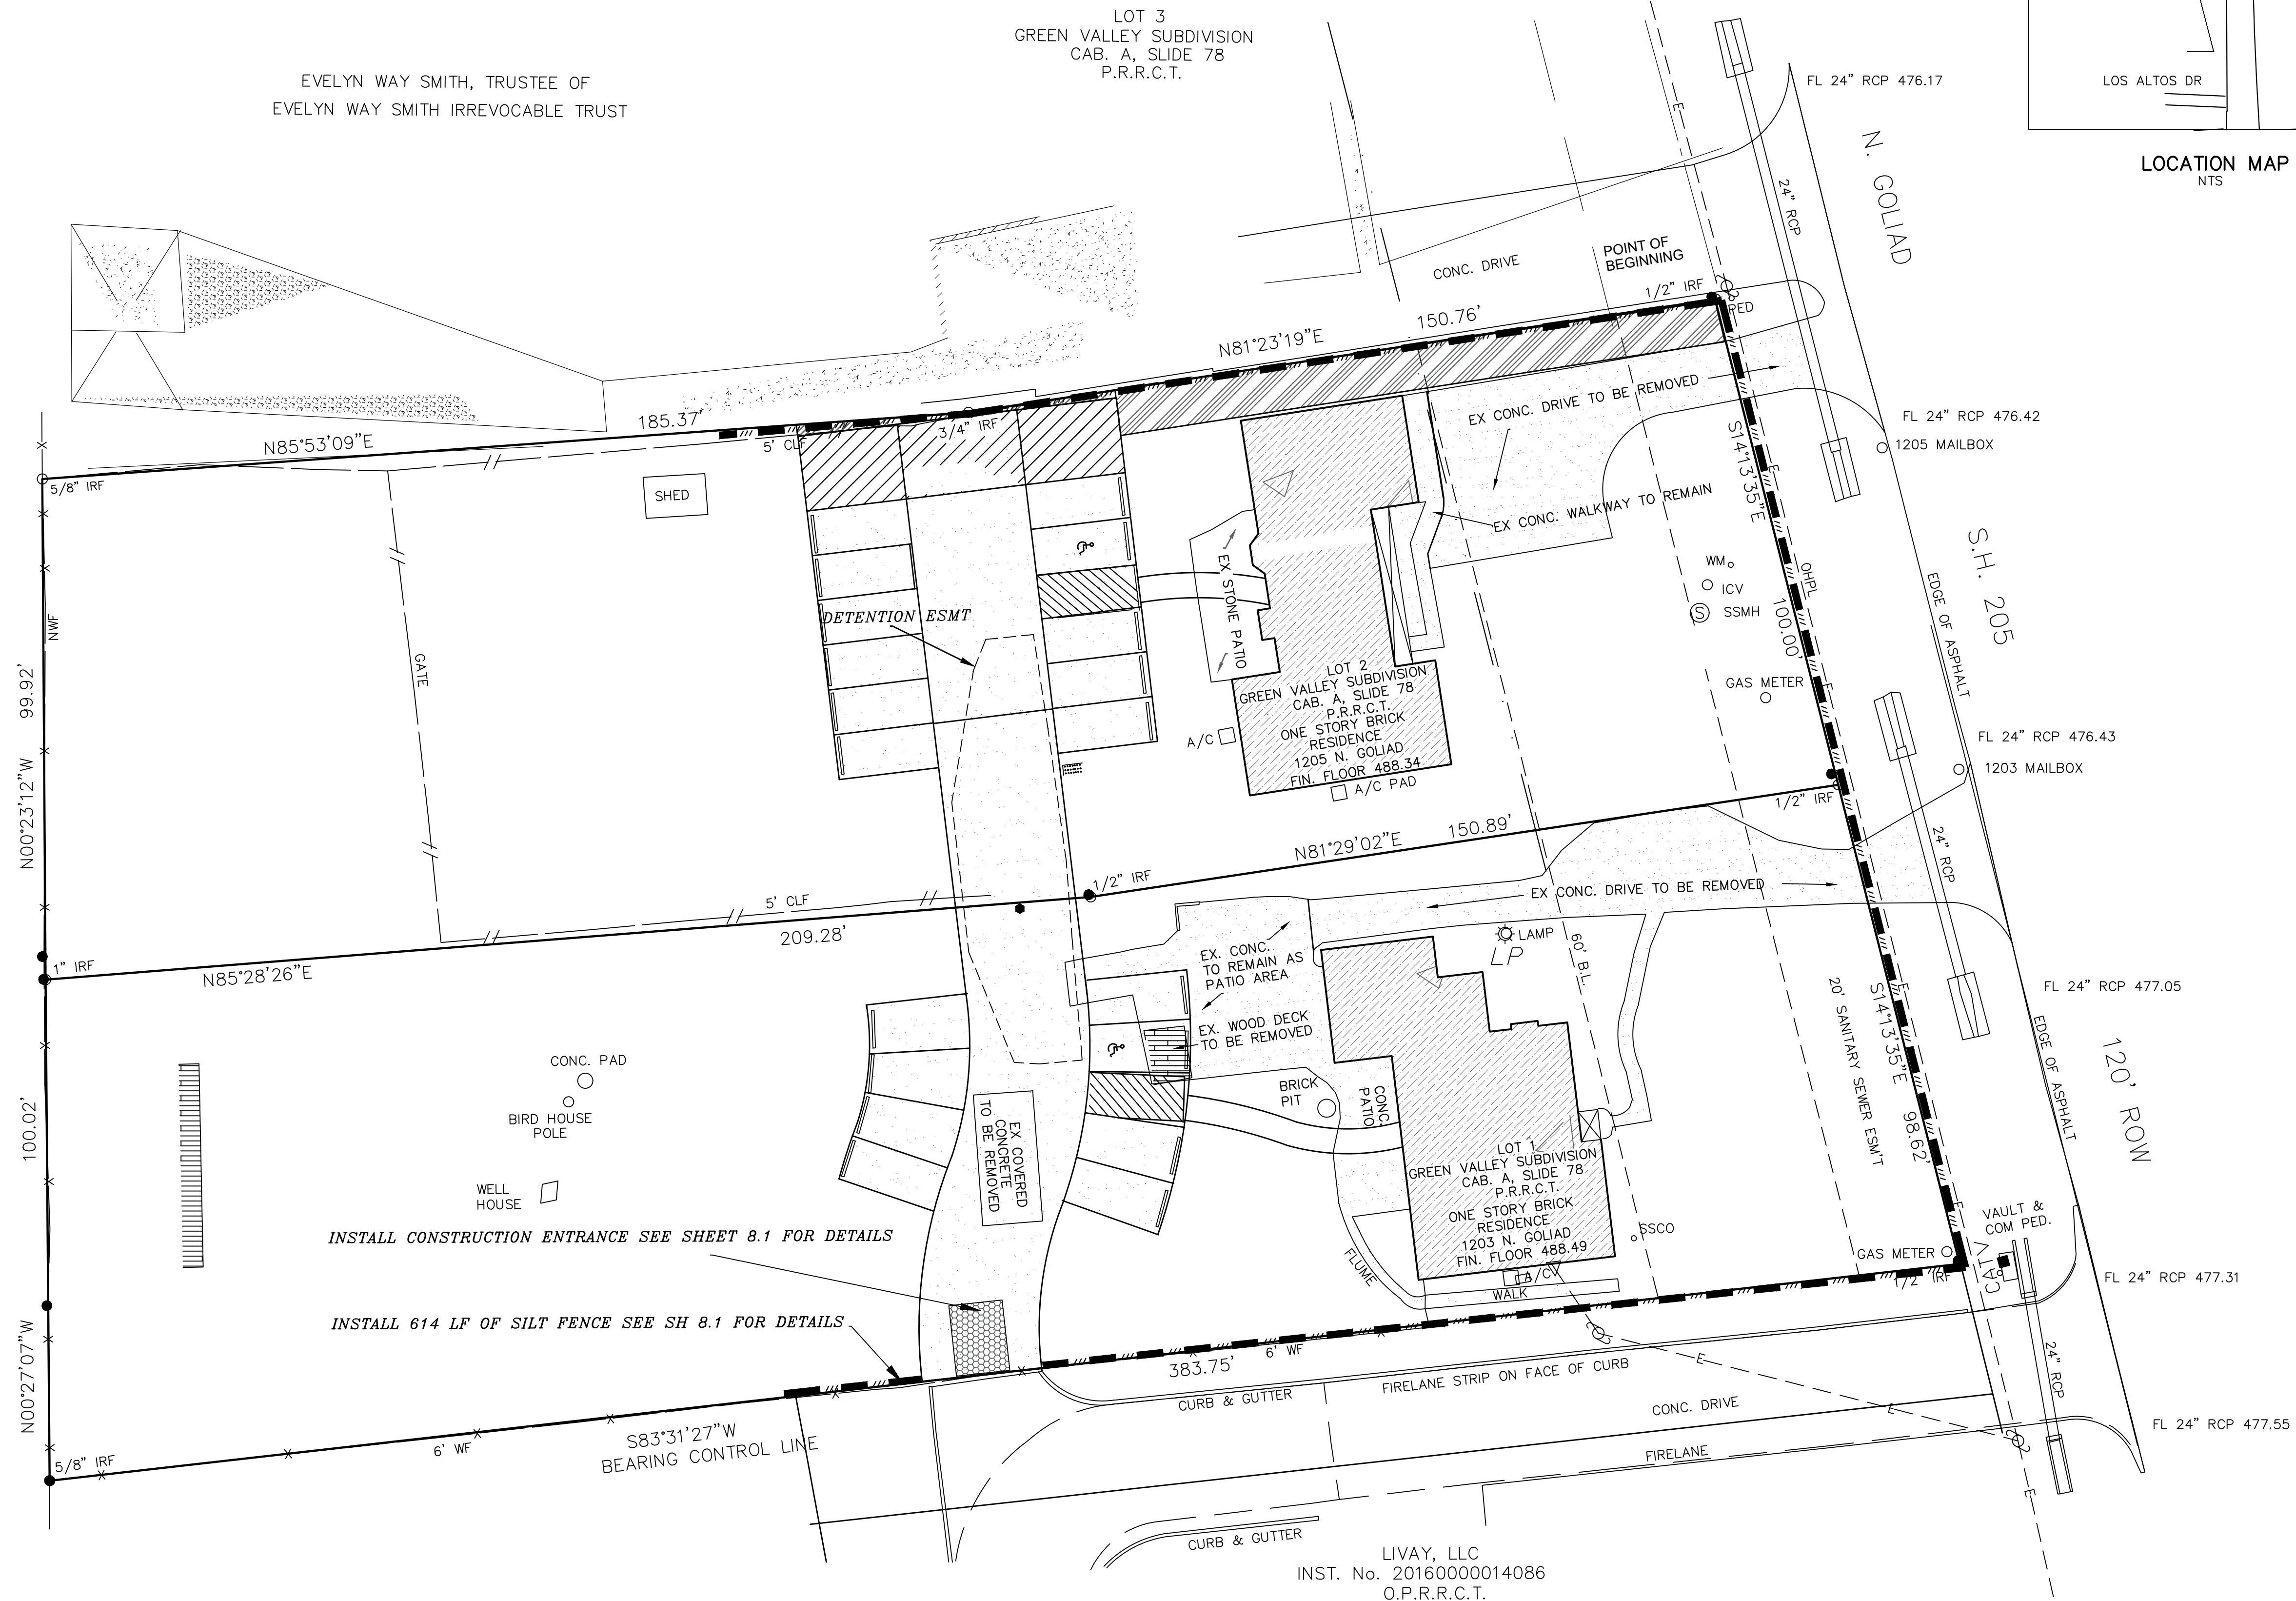 LOT 3
GREEN VALLEY SUBDIVISION
CAB. A, SLIDE 78
P.R.R.C.T.
EVELYN WAY SMITH, TRUSTEE OF
EVELYN WAY SMITH IRREVOCABLE TRUST
FL 24" RCP 476.17
LOS ALTOS DR
LOCATION MAP
NTS
N. GOLIAD
24" RCP
POINT OF
BEGINNING
CONC. DRIVE
1/2" IRF
PED
150.76'
N81°23'19"E
EX CONC. DRIVE TO BE REMOVED
FL 24" RCP 476.42
1205 MAILBOX
185.37'
N85°53'09"E
5' CLF
3/4" IRF
5/8" IRF
SHED
S14°13'35"E
EX CONC. WALKWAY TO REMAIN
E
E
S.H. 205
WM
ICV
S
SSMH
OHPL
100.00'
EDGE OF ASPHALT
EX STONE PATIO
DETENTION ESMT
NWF
GATE
99.92'
N00°23'12"W
LOT 2
GREEN VALLEY SUBDIVISION
CAB. A, SLIDE 78
P.R.R.C.T.
ONE STORY BRICK
RESIDENCE
1205 N. GOLIAD
FIN. FLOOR 488.34
A/C
A/C PAD
GAS METER
E
FL 24" RCP 476.43
1203 MAILBOX
1/2" IRF
150.89'
N81°29'02"E
24" RCP
1/2" IRF
5' CLF
209.28'
EX CONC. DRIVE TO BE REMOVED
E
1" IRF
N85°28'26"E
LAMP
LP
60' B.L.
EX. CONC.
TO REMAIN AS
PATIO AREA
EX. WOOD DECK
TO BE REMOVED
FL 24" RCP 477.05
20' SANITARY SEWER ESM'T
S14°13'35"E
98.62'
E
E
EDGE OF ASPHALT
120' ROW
CONC. PAD
BIRD HOUSE
POLE
BRICK
PIT
CONC.
PATIO
EX COVERED
CONCRETE
TO BE REMOVED
100.02'
WELL
HOUSE
LOT 1
GREEN VALLEY SUBDIVISION
CAB. A, SLIDE 78
P.R.R.C.T.
ONE STORY BRICK
RESIDENCE
1203 N. GOLIAD
FIN. FLOOR 488.49
SSCO
E
VAULT &
COM PED.
CATV
GAS METER
1/2" IRF
FL 24" RCP 477.31
INSTALL CONSTRUCTION ENTRANCE SEE SHEET 8.1 FOR DETAILS
FLUME
A/C
WALK
INSTALL 614 LF OF SILT FENCE SEE SH 8.1 FOR DETAILS
N00°27'07"W
6' WF
383.75'
E
24" RCP
FIRELANE STRIP ON FACE OF CURB
CURB & GUTTER
CONC. DRIVE
E
FL 24" RCP 477.55
S83°31'27"W
BEARING CONTROL LINE
6' WF
5/8" IRF
FIRELANE
E
CURB & GUTTER
LIVAY, LLC
INST. No. 20160000014086
O.P.R.R.C.T.